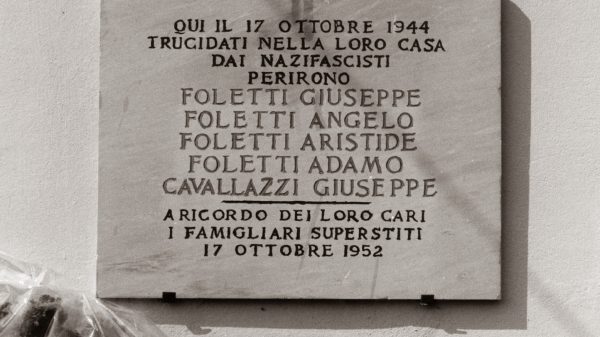 QUI IL 17 OTTOBRE 1944
TRUCIDATI NELLA LORO CASA
DAI NAZIFASCISTI
PERIRONO
FOLETTI GIUSEPPE
FOLETTI ANGELO
FOLETTI ARISTIDE
FOLETTI ADAMO
CAVALLAZZI GIUSEPPE
A RICORDO DEI LORO CARI
I FAMIGLIARI SUPERSTITI
17 OTTOBRE 1952